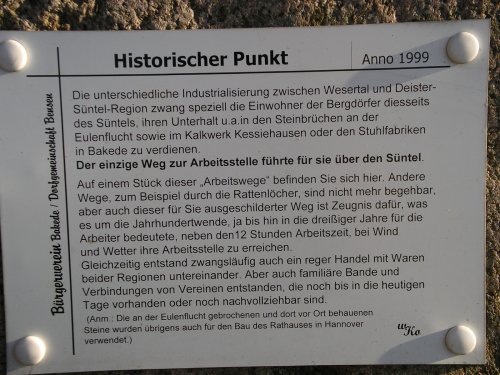 Historischer Punkt
Anno 1999
Die unterschiedliche Industrialisierung zwischen Wesertal und Deister-
Süntel-Region zwang speziell die Einwohner der Bergdörfer diesseits
des Süntels, ihren Unterhalt u.a.in den Steinbrüchen an der
Eulenflucht sowie im Kalkwerk Kessiehausen oder den Stuhlfabriken
in Bakede zu verdienen.
Der einzige Weg zur Arbeitsstelle führte für sie über den Süntel.
Auf einem Stück dieser „Arbeitswege" befinden Sie sich hier. Andere
Wege, zum Beispiel durch die Rattenlöcher, sind nicht mehr begehbar,
aber auch dieser für Sie ausgeschilderter Weg ist Zeugnis dafür, was
es um die Jahrhundertwende, ja bis hin in die dreißiger Jahre für die
Arbeiter bedeutete, neben den12 Stunden Arbeitszeit, bei Wind
und Wetter ihre Arbeitsstelle zu erreichen.
Gleichzeitig entstand zwangsläufig auch ein reger Handel mit Waren
beider Regionen untereinander. Aber auch familiäre Bande und
Verbindungen von Vereinen entstanden, die noch bis in die heutigen
Tage vorhanden oder noch nachvollziehbar sind.
(Anm.: Die an der Eulenflucht gebrochenen und dort vor Ort behauenen
Steine wurden übrigens auch für den Bau des Rathauses in Hannover
verwendet.)
Bürgerverein Bakede / Dorfgemeinschaft Bensen